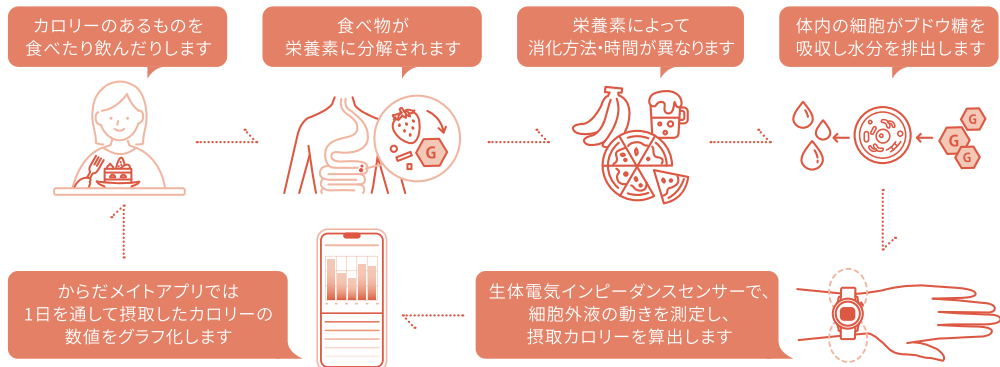 カロリーのあるものを
食べたり飲んだりします
食べ物が
栄養素に分解されます
栄養素によって
消化方法・時間が異なります
体内の細胞がブドウ糖を
吸収し水分を排出します
G
G
G
G
生体電気インピーダンスセンサーで、
細胞外液の動きを測定し、
摂取カロリーを算出します
からだメイトアプリでは
1日を通して摂取したカロリーの
数値をグラフ化します